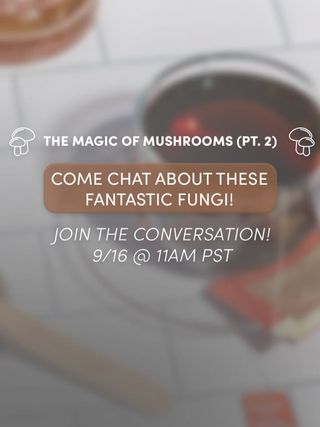 THE MAGIC OF MUSHROOMS (PT. 2)
COME CHAT ABOUT THESE
FANTASTIC FUNGI!
JOIN THE CONVERSATION!
9/16 @ 11AM PST